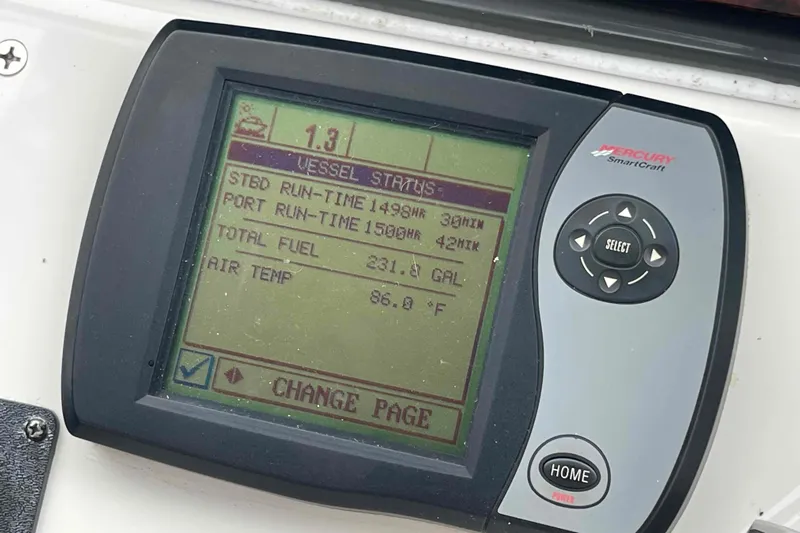 1.3
VESSEL STATUS
STBD RUN-TIME 1498HR 30MIN
PORT RUN-TIME 1500HR 42MIN
TOTAL FUEL 231.8 GAL
AIR TEMP 86.0 °F
CHANGE PAGE
MERCURY
SmartCraft
SELECT
HOME
POWER